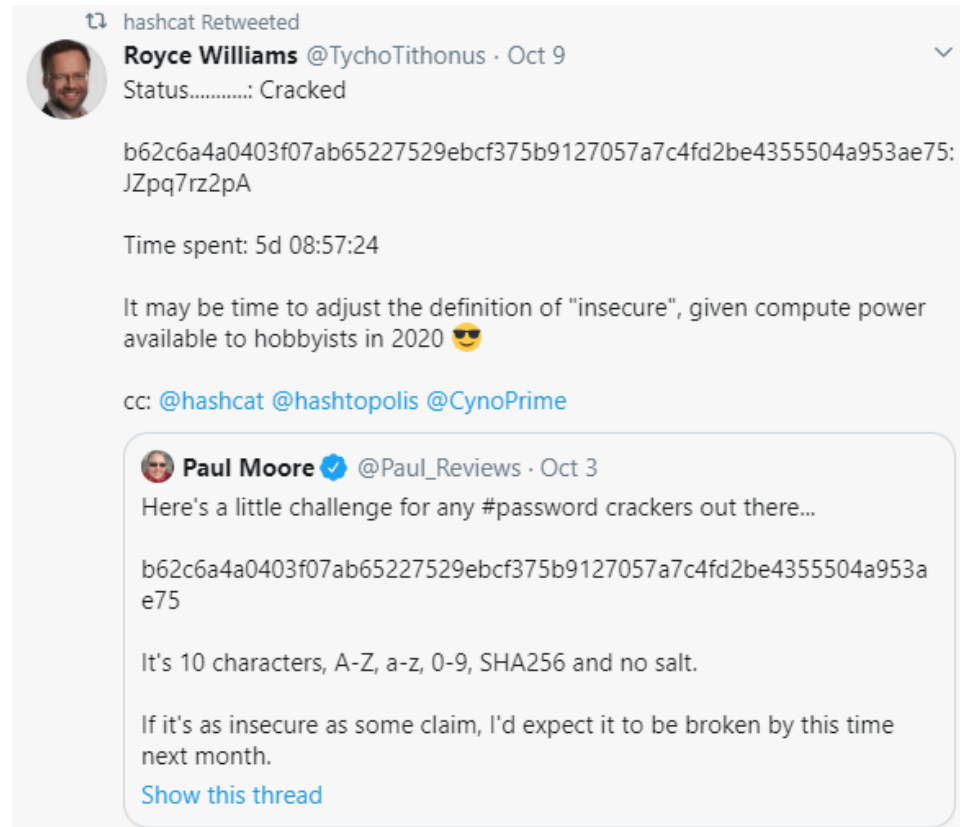 hashcat Retweeted
Royce Williams @TychoTithonus · Oct 9
Status...........: Cracked
b62c6a4a0403f07ab65227529ebcf375b9127057a7c4fd2be4355504a953ae75:
JZpq7rz2pA
Time spent: 5d 08:57:24
It may be time to adjust the definition of "insecure", given compute power
available to hobbyists in 2020 😎
cc: @hashcat @hashtopolis @CynoPrime
Paul Moore @Paul_Reviews · Oct 3
Here's a little challenge for any #password crackers out there...
b62c6a4a0403f07ab65227529ebcf375b9127057a7c4fd2be4355504a953a
e75
It's 10 characters, A-Z, a-z, 0-9, SHA256 and no salt.
If it's as insecure as some claim, I'd expect it to be broken by this time
next month.
Show this thread